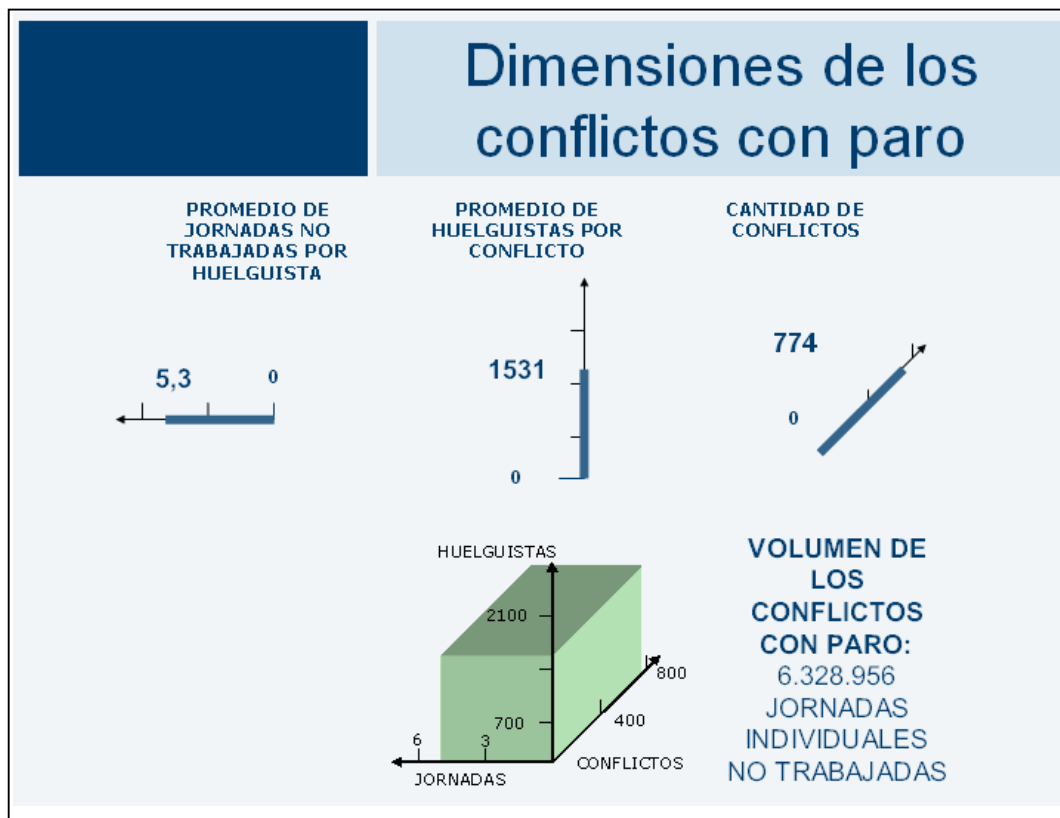 Dimensiones de los
conflictos con paro
PROMEDIO DE
JORNADAS NO
TRABAJADAS POR
HUELGUISTA
PROMEDIO DE
HUELGUISTAS POR
CONFLICTO
CANTIDAD DE
CONFLICTOS
5,3
0
1531
0
774
0
HUELGUISTAS
2100
700
6
3
JORNADAS
800
400
CONFLICTOS
VOLUMEN DE
LOS
CONFLICTOS
CON PARO:
6.328.956
JORNADAS
INDIVIDUALES
NO TRABAJADAS